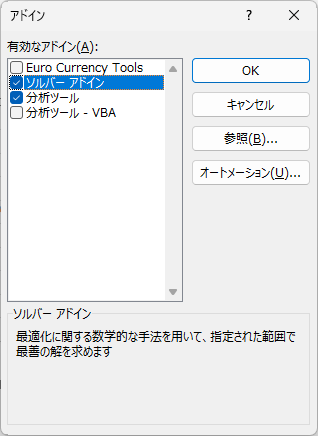 アドイン
有効なアドイン(A):
Euro Currency Tools
ソルバー アドイン
分析ツール
分析ツール - VBA
OK
キャンセル
参照(B)...
オートメーション(U)...
ソルバー アドイン
最適化に関する数学的な手法を用いて、指定された範囲で
最善の解を求めます